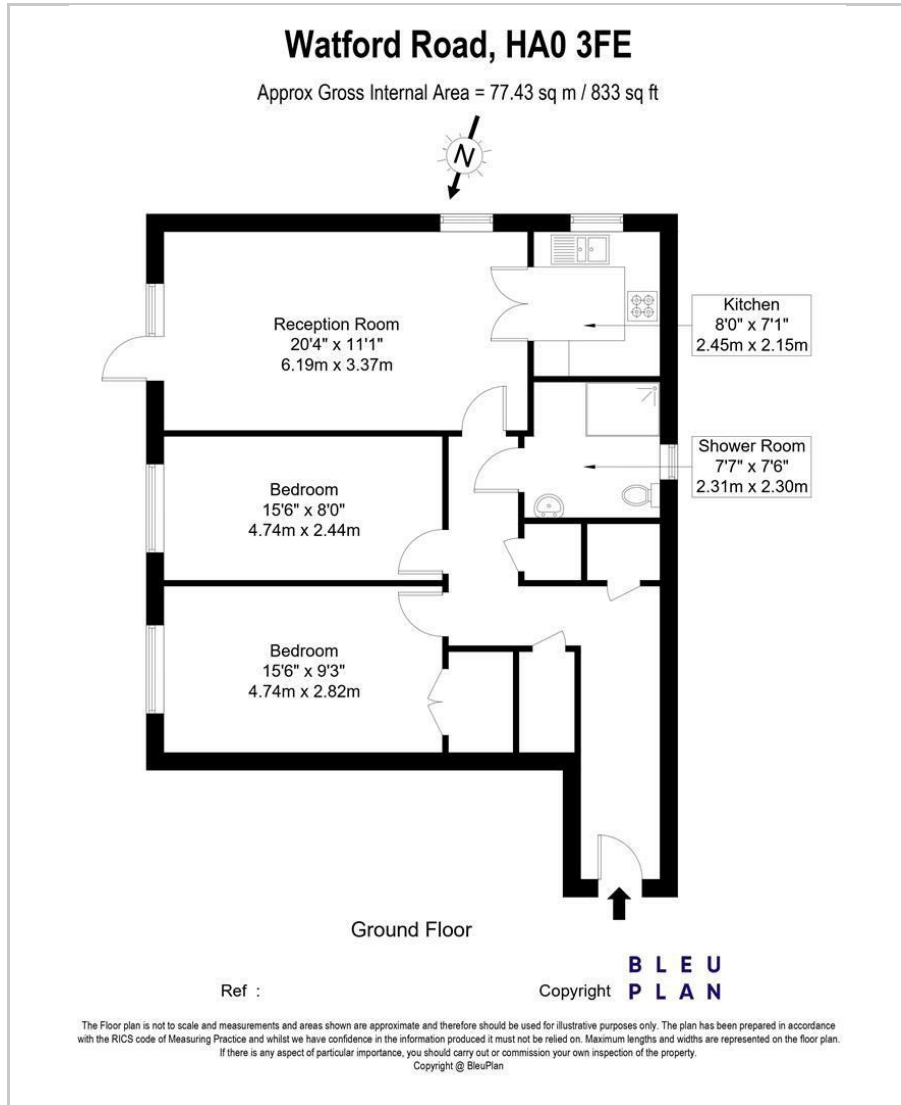 Watford Road, HA0 3FE
Approx Gross Internal Area = 77.43 sq m / 833 sq ft
N
Reception Room
20'4" x 11'1"
6.19m x 3.37m
Kitchen
8'0" x 7'1"
2.45m x 2.15m
Shower Room
7'7" x 7'6"
2.31m x 2.30m
Bedroom
15'6" x 8'0"
4.74m x 2.44m
Bedroom
15'6" x 9'3"
4.74m x 2.82m
Ground Floor
Ref :
Copyright
BLEU
PLAN
The Floor plan is not to scale and measurements and areas shown are approximate and therefore should be used for illustrative purposes only. The plan has been prepared in accordance
with the RICS code of Measuring Practice and whilst we have confidence in the information produced it must not be relied on. Maximum lengths and widths are represented on the floor plan.
If there is any aspect of particular importance, you should carry out or commission your own inspection of the property.
Copyright @ BleuPlan